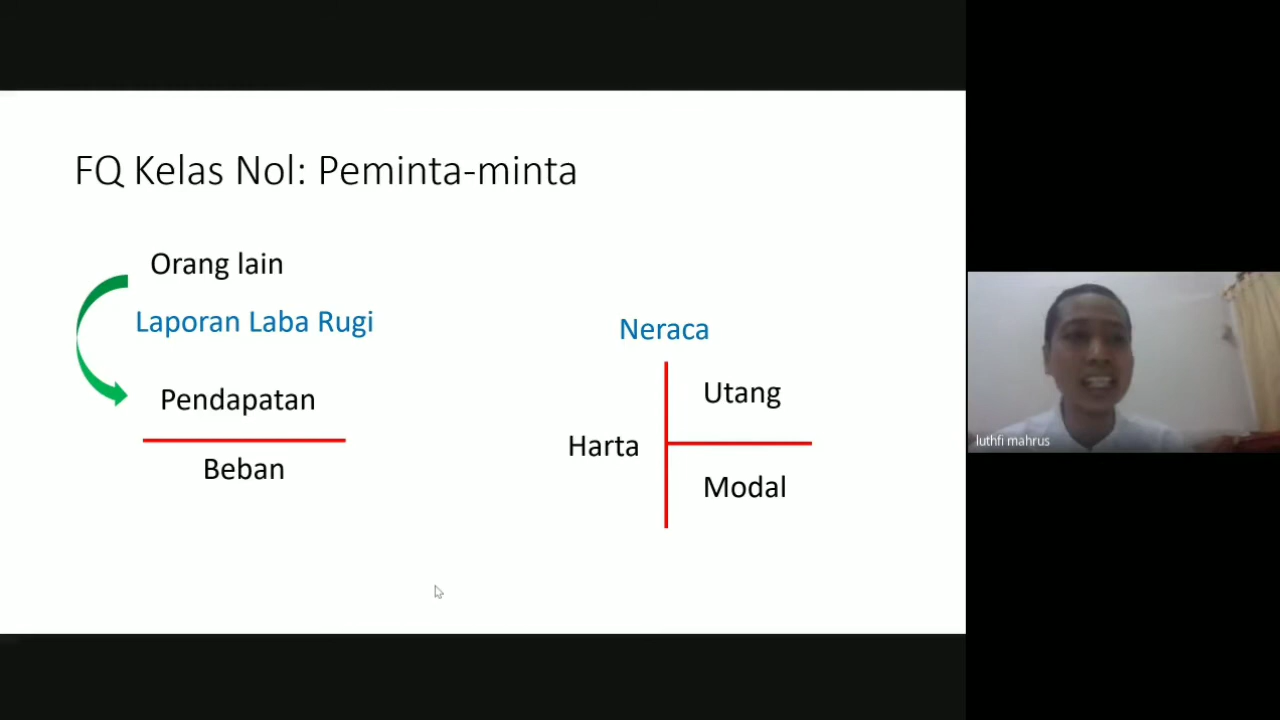 FQ Kelas Nol: Peminta-minta
Orang lain
Laporan Laba Rugi
Pendapatan
Beban
Neraca
Utang
Harta
Modal
luthfi mahrus